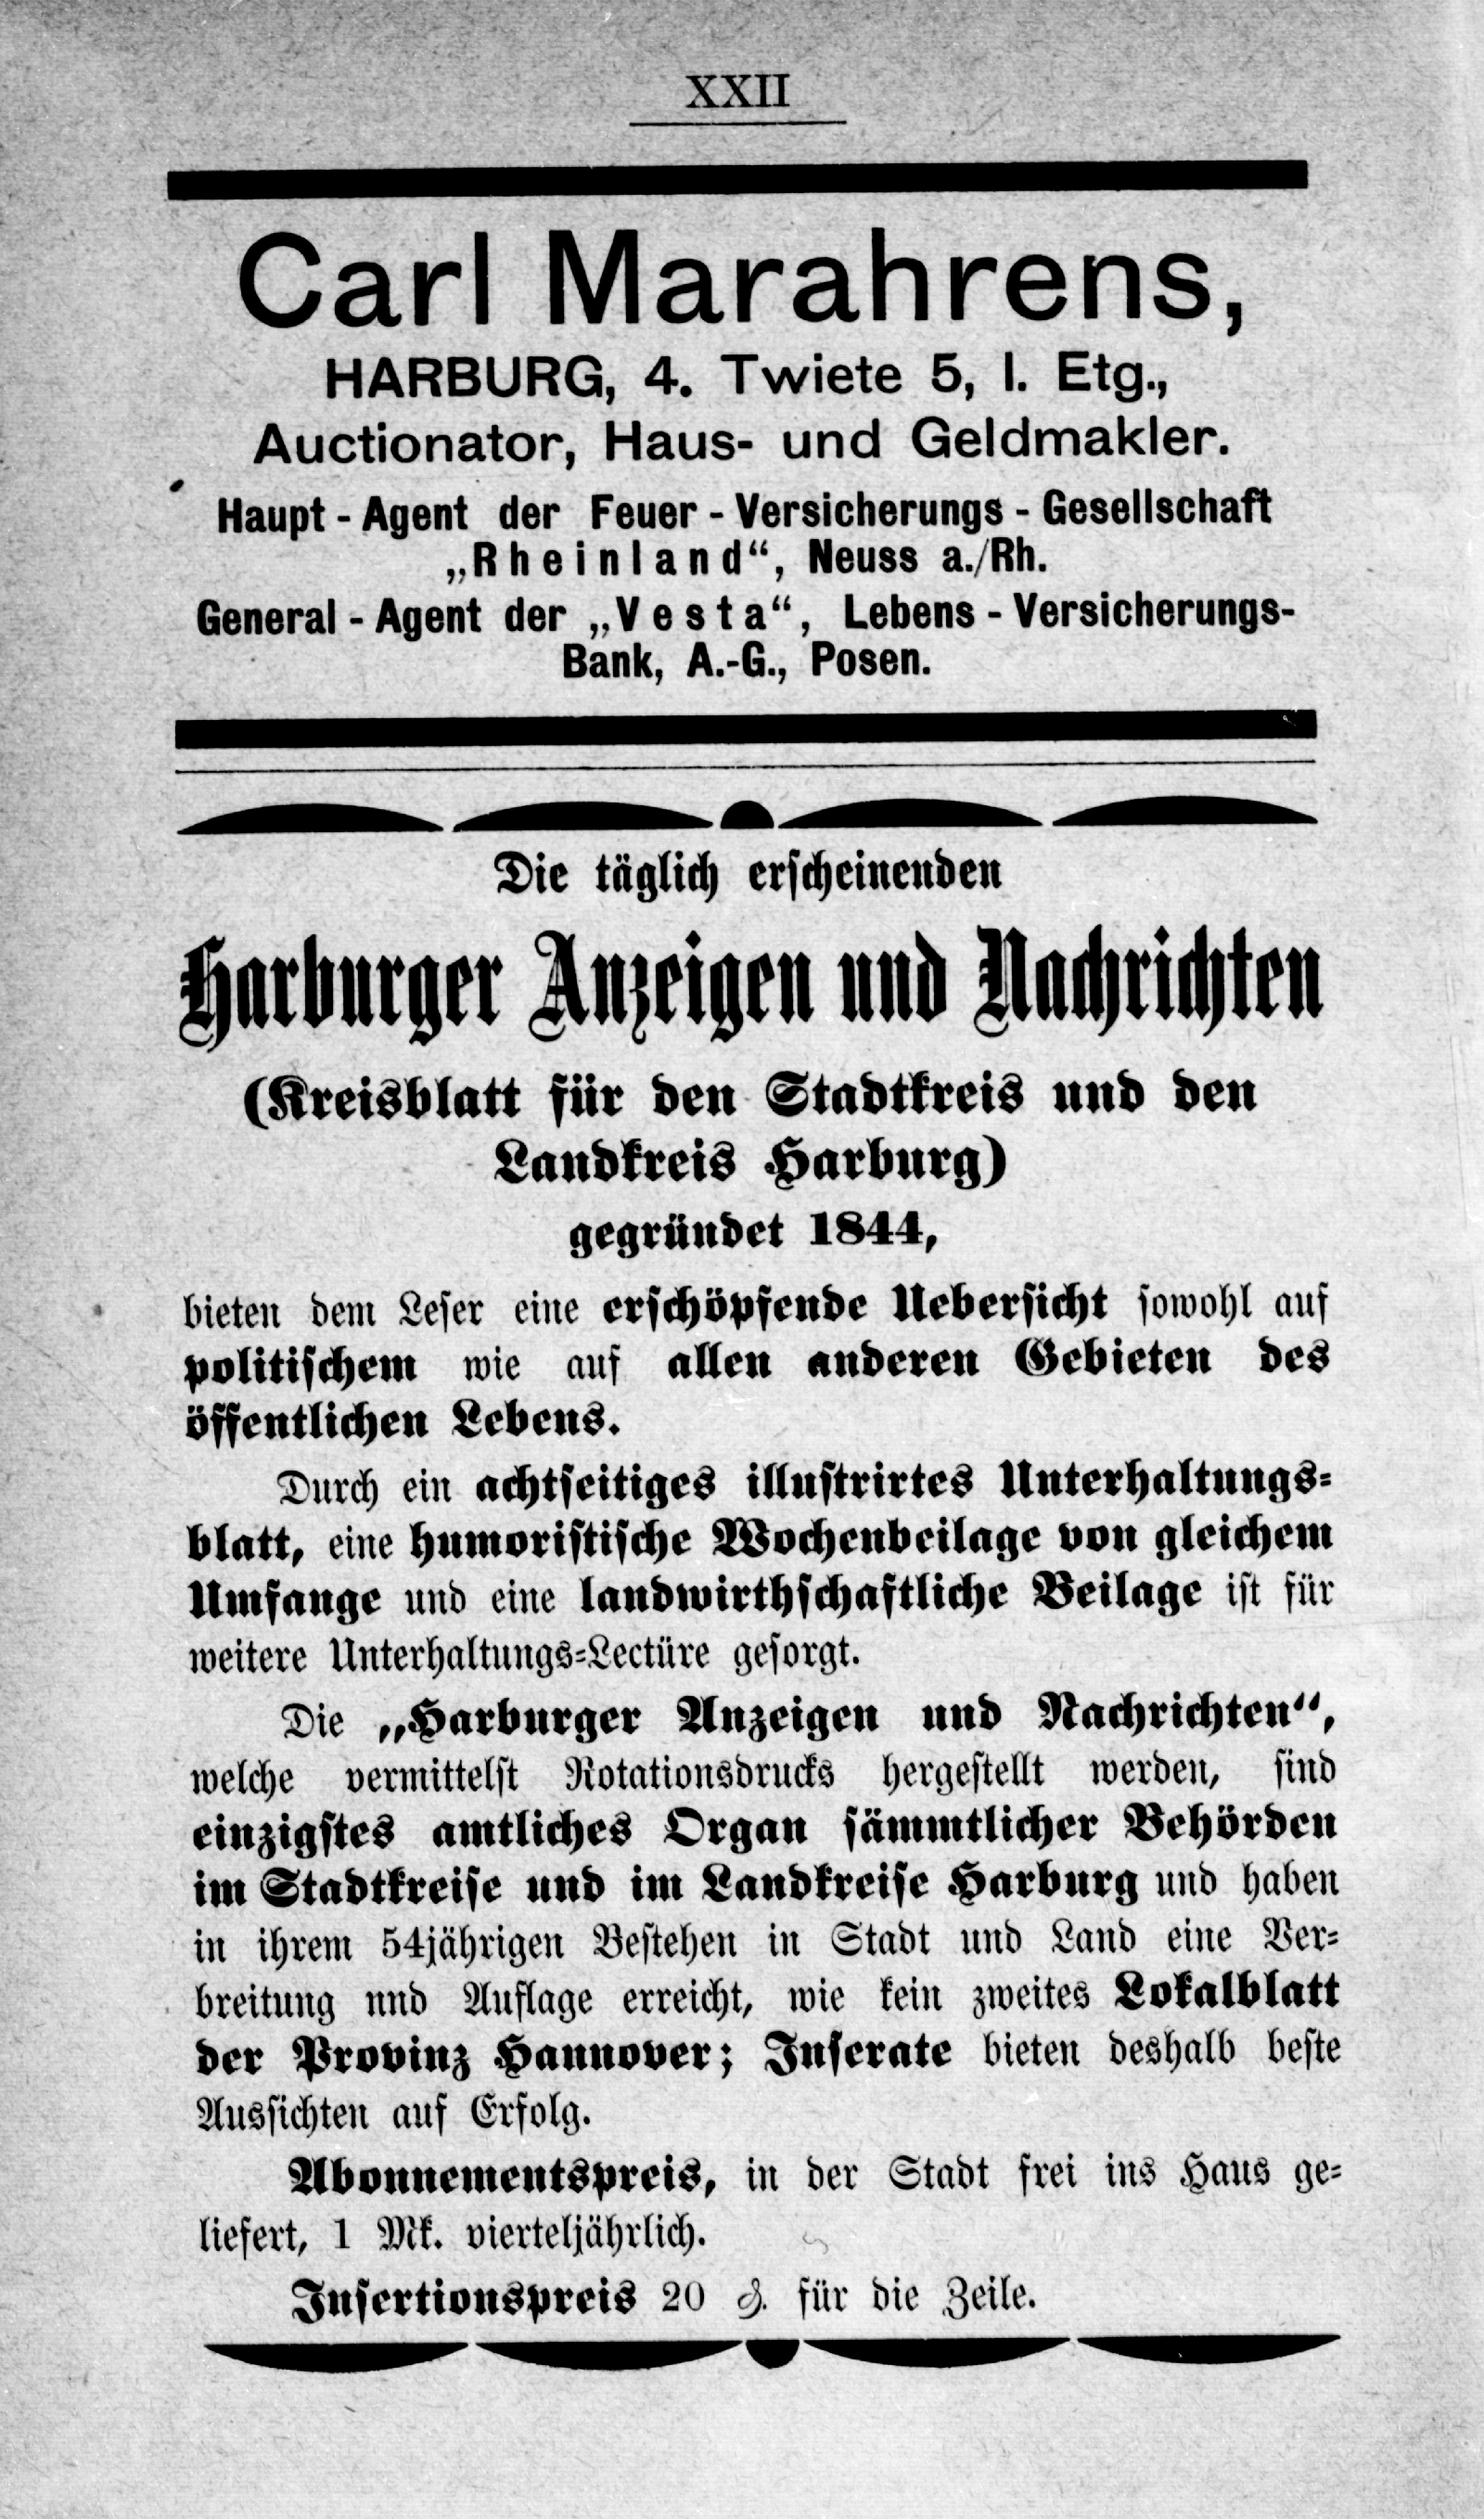 XXII
Carl Marahrens,
HARBURG, 4. Twiete 5, I. Etg.,
Auctionator, Haus- und Geldmakler.
Haupt - Agent der Feuer - Versicherungs - Gesellschaft
„Rheinland“, Neuss a./Rh.
General - Agent der „Vesta“, Lebens - Versicherungs-
Bank, A.-G., Posen.
Die täglich erscheinenden
Harburger Anzeigen und Nachrichten
(Kreisblatt für den Stadtkreis und den
Landkreis Harburg)
gegründet 1844,
bieten dem Leser eine erschöpfende Uebersicht sowohl auf
politischem wie auf allen anderen Gebieten des
öffentlichen Lebens.
Durch ein achtseitiges illustrirtes Unterhaltungs-
blatt, eine humoristische Wochenbeilage von gleichem
Umfange und eine landwirthschaftliche Beilage ist für
weitere Unterhaltungs-Lectüre gesorgt.
Die „Harburger Anzeigen und Nachrichten“,
welche vermittelst Rotationsdrucks hergestellt werden, sind
einzigstes amtliches Organ sämmtlicher Behörden
im Stadtkreise und im Landkreise Harburg und haben
in ihrem 54jährigen Bestehen in Stadt und Land eine Ver-
breitung und Auflage erreicht, wie kein zweites Lokalblatt
der Provinz Hannover; Inserate bieten deshalb beste
Aussichten auf Erfolg.
Abonnementspreis, in der Stadt frei ins Haus ge-
liefert, 1 Mk. vierteljährlich.
Insertionspreis 20 ₰. für die Zeile.